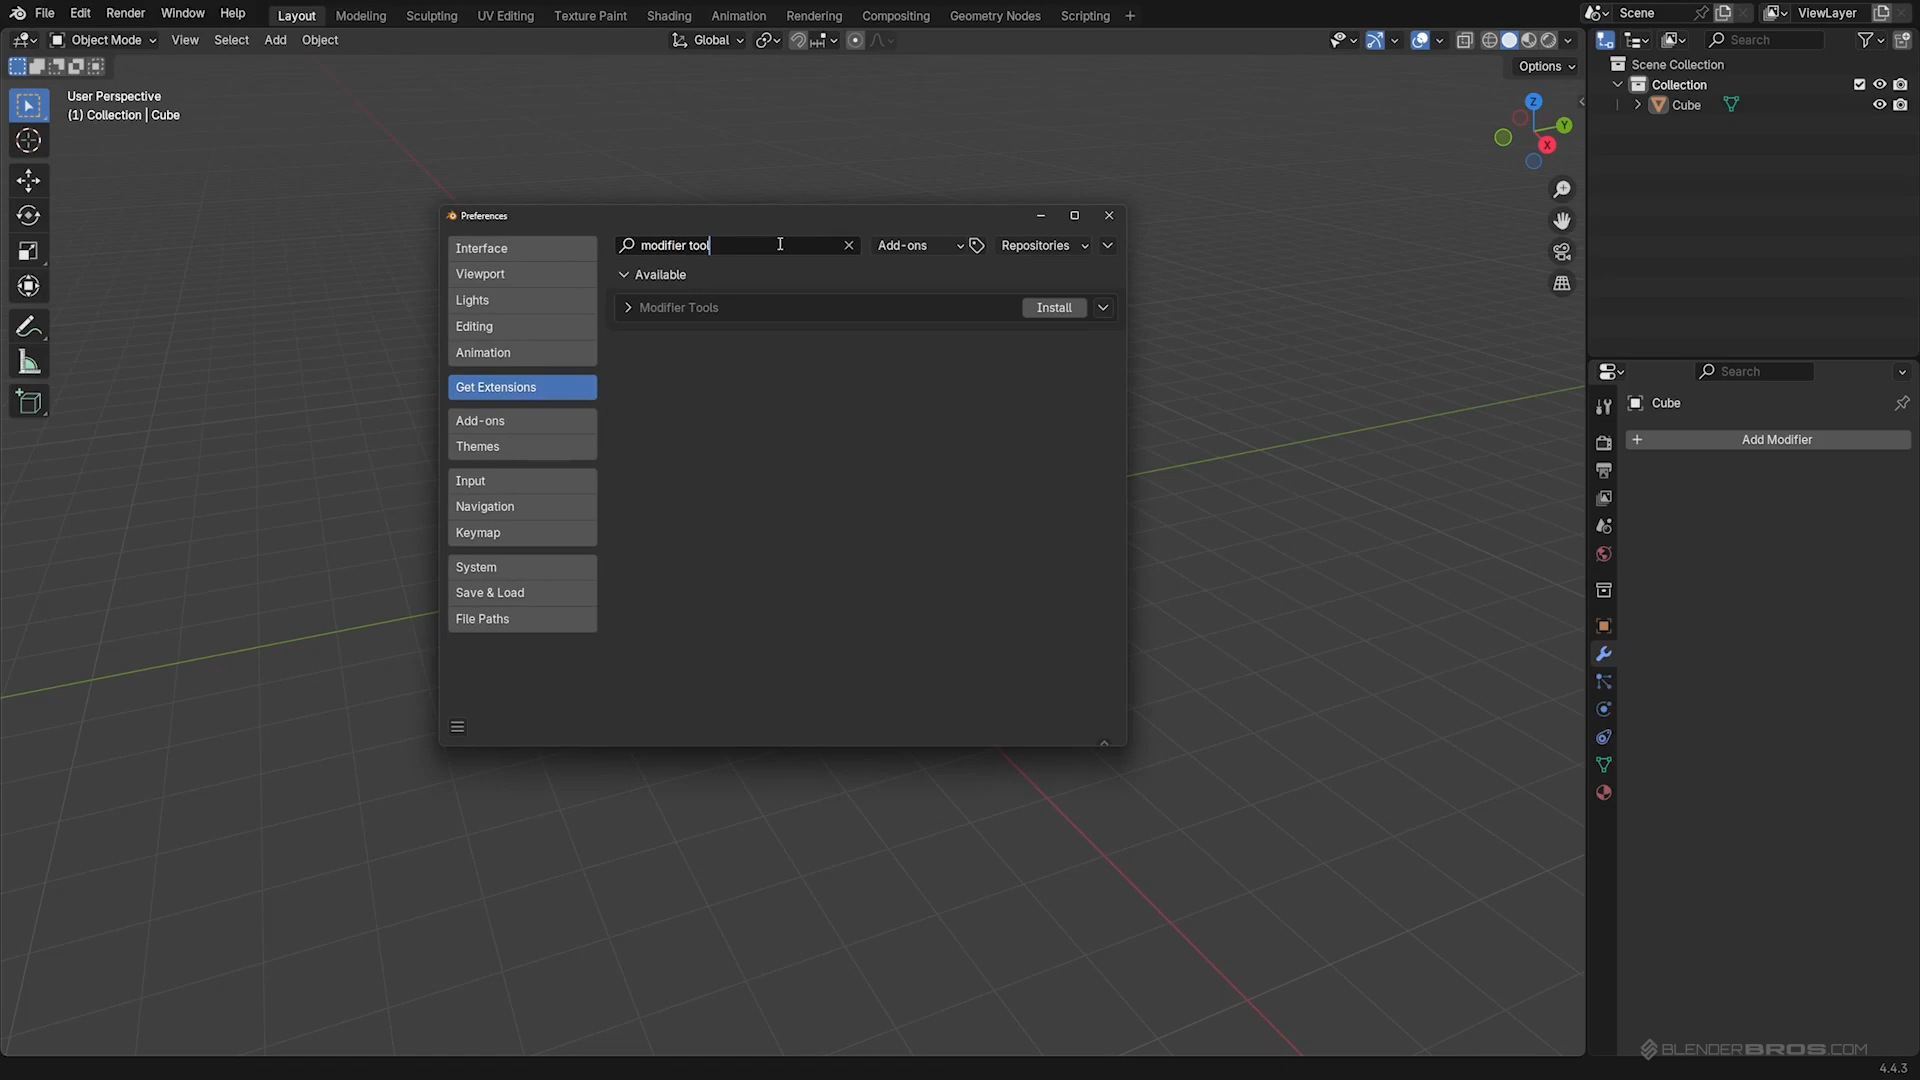 File Edit Render Window Help Layout Modeling Sculpting UV Editing Texture Paint Shading Animation Rendering Compositing Geometry Nodes Scripting + Scene ViewLayer
Object Mode View Select Add Object Global Search
Options
User Perspective
(1) Collection | Cube
Scene Collection
Collection
Cube
Z
Y
X
Preferences
Interface
Viewport
Lights
Editing
Animation
Get Extensions
Add-ons
Themes
Input
Navigation
Keymap
System
Save & Load
File Paths
modifier tool Add-ons Repositories
Available
Modifier Tools Install
Search
Cube
+ Add Modifier
BLENDERBROS.COM
4.4.3